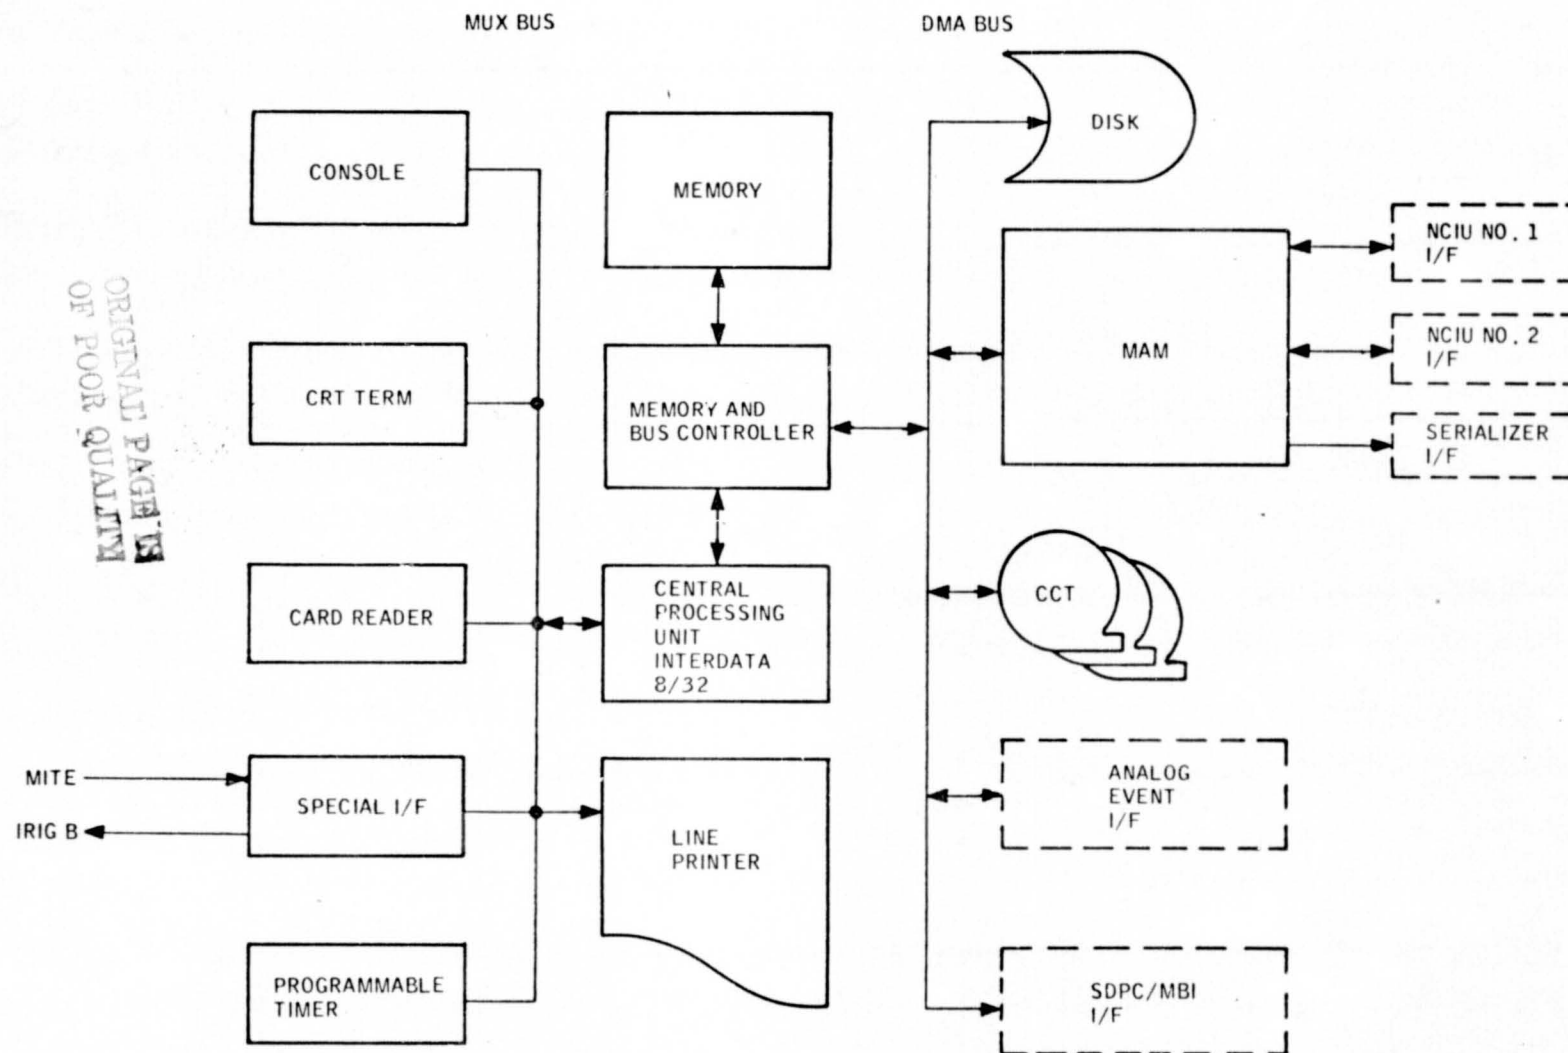 MUX BUS
DMA BUS
CONSOLE
MEMORY
DISK
CRT TERM
MEMORY AND
BUS CONTROLLER
MAM
NCIU NO. 1
I/F
NCIU NO. 2
I/F
SERIALIZER
I/F
ORIGINAL PAGE IS
OF POOR QUALITY
CARD READER
CENTRAL
PROCESSING
UNIT
INTERDATA
8/32
CCT
MITE
IRIG B
SPECIAL I/F
LINE
PRINTER
ANALOG
EVENT
I/F
PROGRAMMABLE
TIMER
SDPC/MBI
I/F